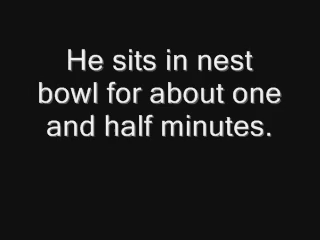 He sits in nest
bowl for about one
and half minutes.